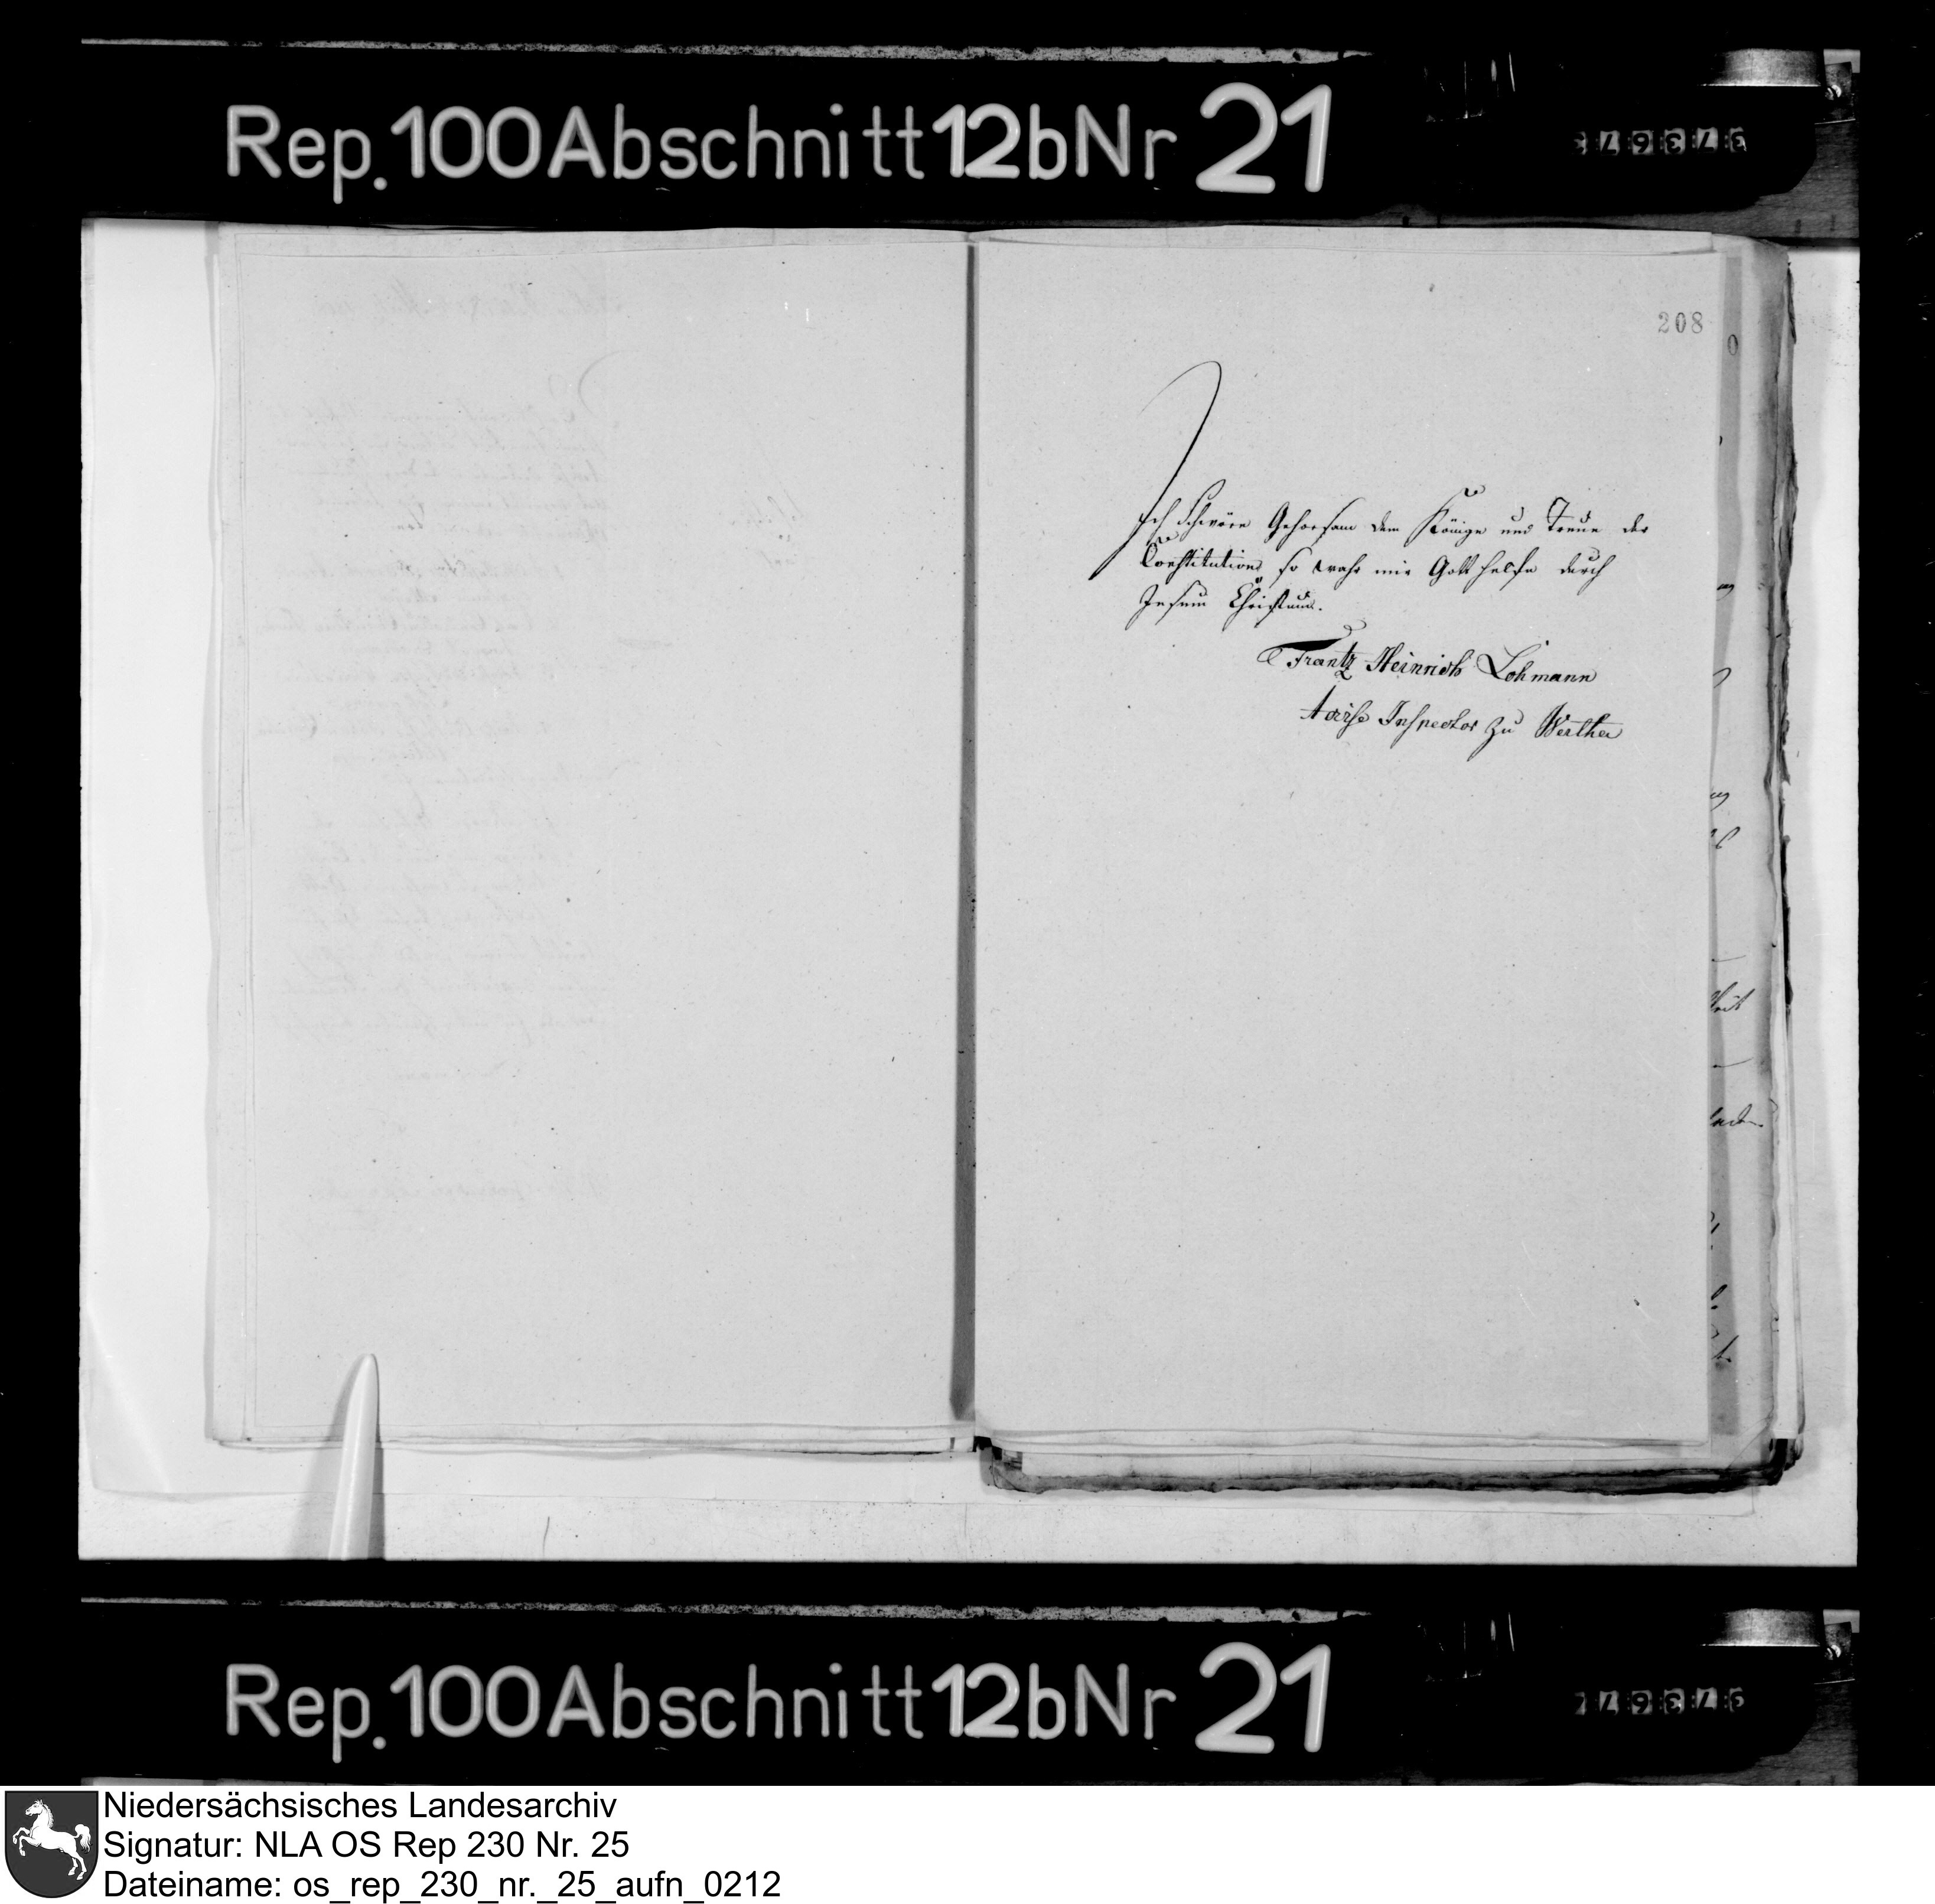 Rep. 100 Abschnitt 12b Nr 21
208
Ich Schwöre Gehorsam dem Könige und Treue der
Constitution, so wahr mir Gott helfe durch
Jesum Christum.
Frantz Heinrich Lohmann
Inspector zu Werther
Rep. 100 Abschnitt 12b Nr 21
Niedersächsisches Landesarchiv
Signatur: NLA OS Rep 230 Nr. 25
Dateiname: os_rep_230_nr._25_aufn_0212